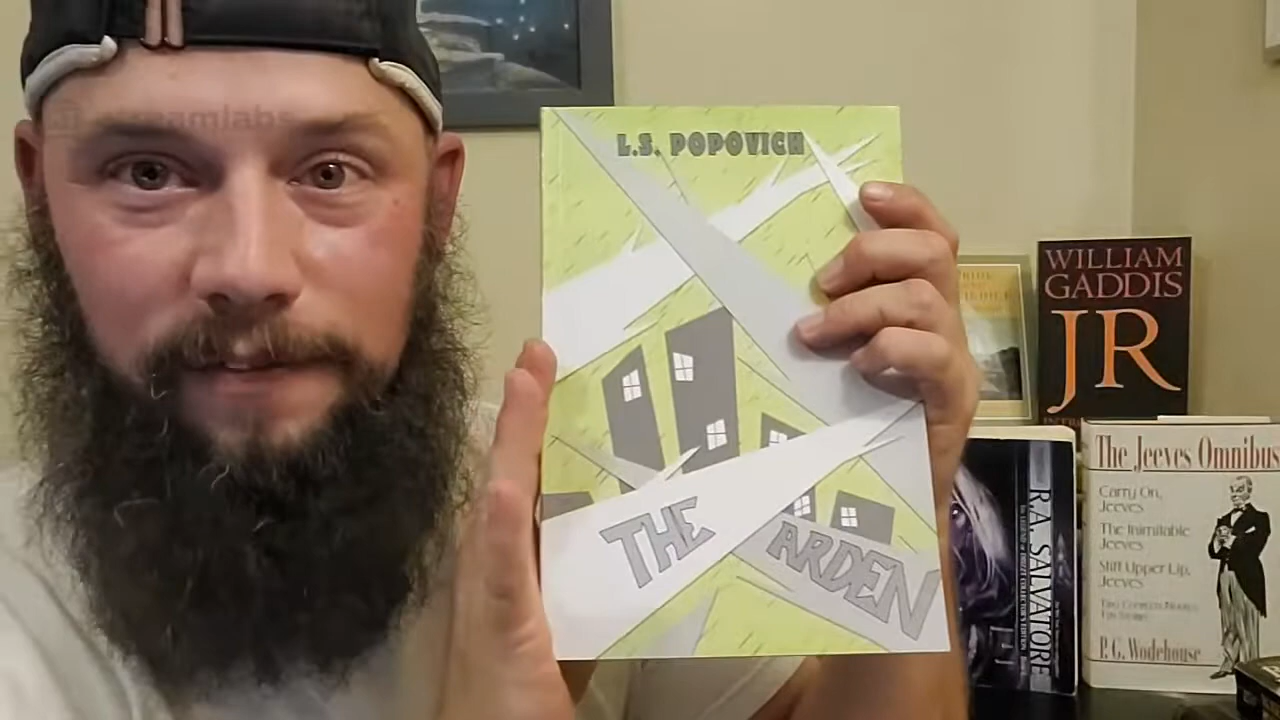 L.S. POPOVICH
THE
ARDEN
WILLIAM
GADDIS
JR
R.A. SALVATORE
The Jeeves Omnibus
Carry On,
Jeeves
The Inimitable
Jeeves
Stiff Upper Lip,
Jeeves
P.G. Wodehouse